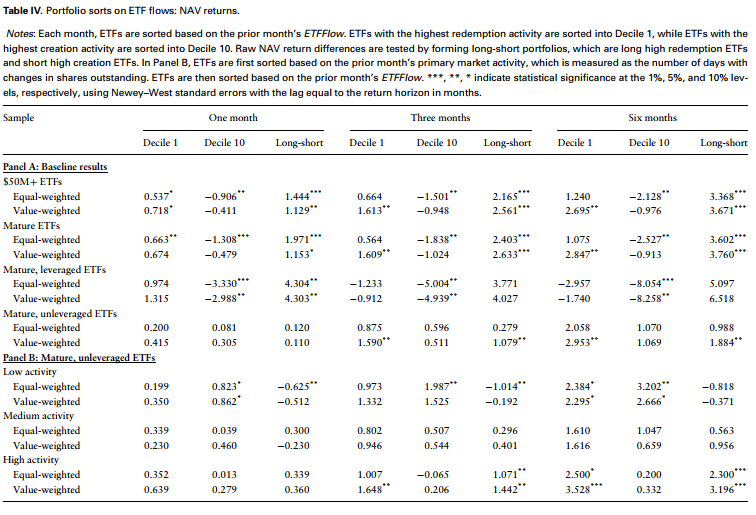 Table IV. Portfolio sorts on ETF flows: NAV returns.
Notes: Each month, ETFs are sorted based on the prior month's ETFFlow. ETFs with the highest redemption activity are sorted into Decile 1, while ETFs with the
highest creation activity are sorted into Decile 10. Raw NAV return differences are tested by forming long-short portfolios, which are long high redemption ETFs
and short high creation ETFs. In Panel B, ETFs are first sorted based on the prior month's primary market activity, which is measured as the number of days with
changes in shares outstanding. ETFs are then sorted based on the prior month's ETFFlow. ***, **, * indicate statistical significance at the 1%, 5%, and 10% lev-
els, respectively, using Newey–West standard errors with the lag equal to the return horizon in months.
Sample One month Three months Six months
Decile 1 Decile 10 Long-short Decile 1 Decile 10 Long-short Decile 1 Decile 10 Long-short
Panel A: Baseline results
$50M+ ETFs
Equal-weighted 0.537* −0.906** 1.444*** 0.664 −1.501** 2.165*** 1.240 −2.128** 3.368***
Value-weighted 0.718* −0.411 1.129** 1.613** −0.948 2.561*** 2.695** −0.976 3.671***
Mature ETFs
Equal-weighted 0.663** −1.308*** 1.971*** 0.564 −1.838** 2.403*** 1.075 −2.527** 3.602***
Value-weighted 0.674 −0.479 1.153* 1.609** −1.024 2.633*** 2.847** −0.913 3.760***
Mature, leveraged ETFs
Equal-weighted 0.974 −3.330*** 4.304** −1.233 −5.004** 3.771 −2.957 −8.054*** 5.097
Value-weighted 1.315 −2.988** 4.303** −0.912 −4.939** 4.027 −1.740 −8.258** 6.518
Mature, unleveraged ETFs
Equal-weighted 0.200 0.081 0.120 0.875 0.596 0.279 2.058 1.070 0.988
Value-weighted 0.415 0.305 0.110 1.590** 0.511 1.079** 2.953** 1.069 1.884**
Panel B: Mature, unleveraged ETFs
Low activity
Equal-weighted 0.199 0.823* −0.625** 0.973 1.987** −1.014** 2.384* 3.202** −0.818
Value-weighted 0.350 0.862* −0.512 1.332 1.525 −0.192 2.295* 2.666* −0.371
Medium activity
Equal-weighted 0.339 0.039 0.300 0.802 0.507 0.296 1.610 1.047 0.563
Value-weighted 0.230 0.460 −0.230 0.946 0.544 0.401 1.616 0.659 0.956
High activity
Equal-weighted 0.352 0.013 0.339 1.007 −0.065 1.071** 2.500* 0.200 2.300***
Value-weighted 0.639 0.279 0.360 1.648** 0.206 1.442** 3.528*** 0.332 3.196***